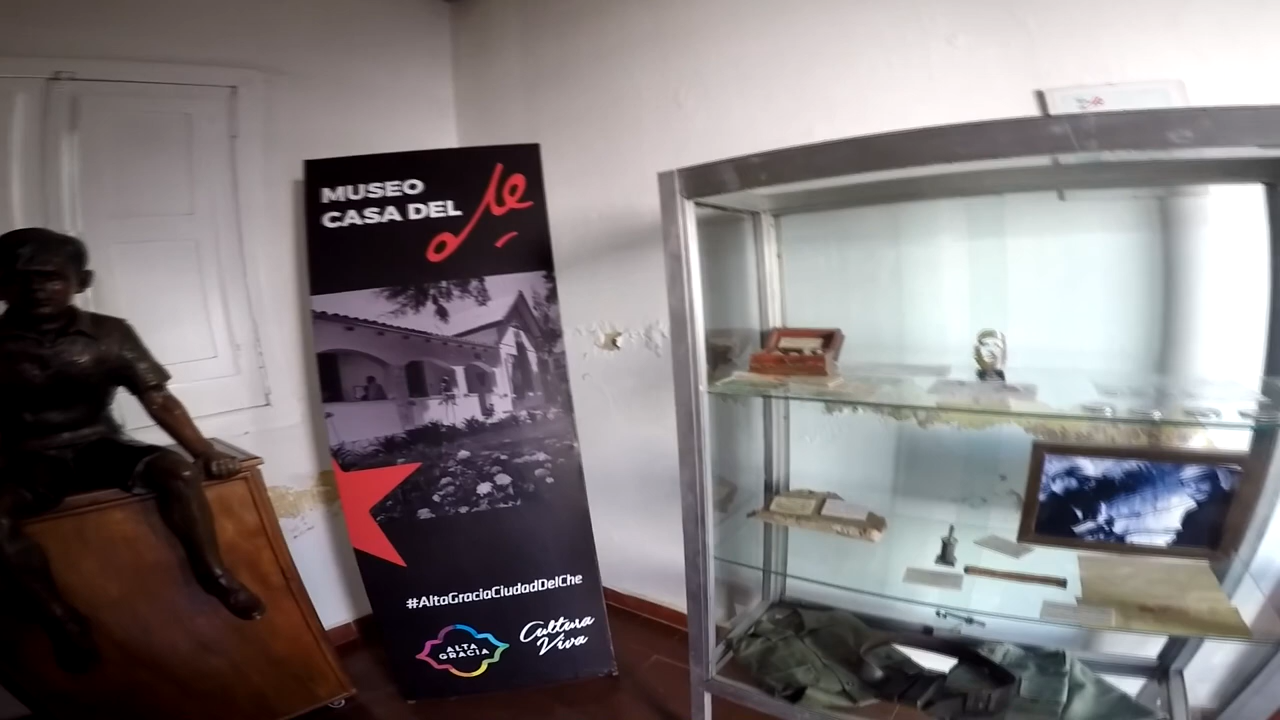 MUSEO
CASA DEL che
#AltaGraciaCiudadDelChe
ALTA
GRACIA
Cultura
Viva